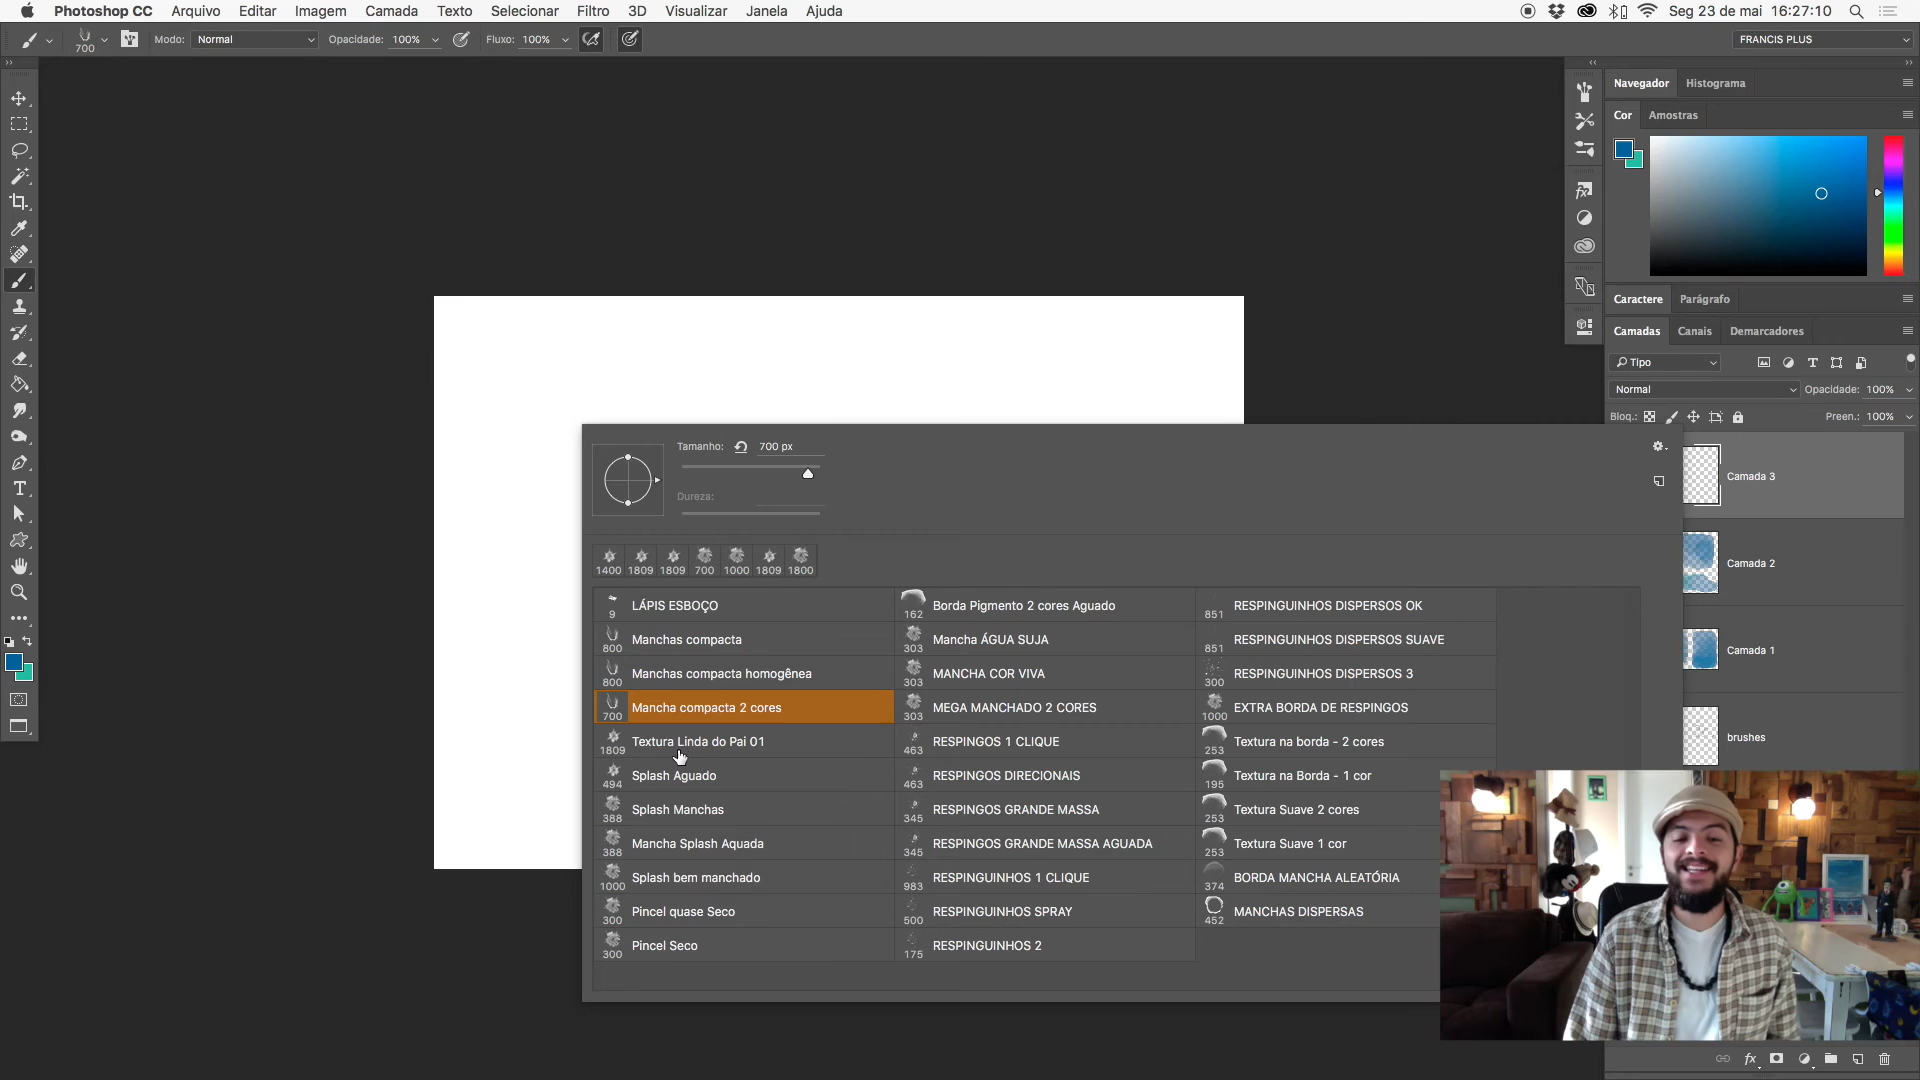 Photoshop CC Arquivo Editar Imagem Camada Texto Selecionar Filtro 3D Visualizar Janela Ajuda Seg 23 de mai 16:27:10
700 Modo: Normal Opacidade: 100% Fluxo: 100% FRANCIS PLUS
Navegador Histograma
Cor Amostras
Caractere Parágrafo
Camadas Canais Demarcadores
Tipo
Normal Opacidade: 100%
Bloq.: Preen.: 100%
Camada 3
Camada 2
Camada 1
brushes
Tamanho: 700 px
Dureza:
1400 1809 1809 700 1000 1809 1800
9 LÁPIS ESBOÇO
800 Manchas compacta
800 Manchas compacta homogênea
700 Mancha compacta 2 cores
1809 Textura Linda do Pai 01
494 Splash Aguado
388 Splash Manchas
388 Mancha Splash Aquada
1000 Splash bem manchado
300 Pincel quase Seco
300 Pincel Seco
162 Borda Pigmento 2 cores Aguado
303 Mancha ÁGUA SUJA
303 MANCHA COR VIVA
303 MEGA MANCHADO 2 CORES
463 RESPINGOS 1 CLIQUE
463 RESPINGOS DIRECIONAIS
345 RESPINGOS GRANDE MASSA
345 RESPINGOS GRANDE MASSA AGUADA
983 RESPINGUINHOS 1 CLIQUE
500 RESPINGUINHOS SPRAY
175 RESPINGUINHOS 2
851 RESPINGUINHOS DISPERSOS OK
851 RESPINGUINHOS DISPERSOS SUAVE
300 RESPINGUINHOS DISPERSOS 3
1000 EXTRA BORDA DE RESPINGOS
253 Textura na borda - 2 cores
195 Textura na Borda - 1 cor
253 Textura Suave 2 cores
253 Textura Suave 1 cor
374 BORDA MANCHA ALEATÓRIA
452 MANCHAS DISPERSAS